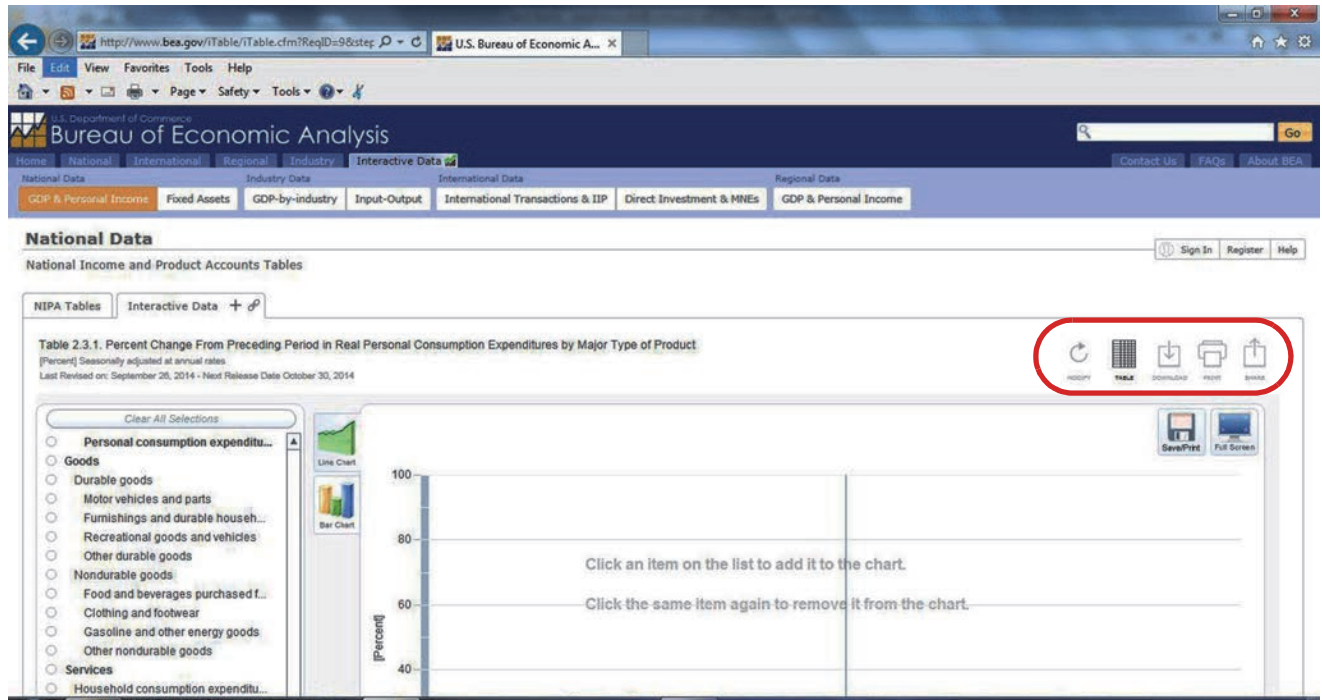 http://www.bea.gov/iTable/iTable.cfm?ReqID=9&step
U.S. Bureau of Economic A...
File Edit View Favorites Tools Help
Page Safety Tools
U.S. Department of Commerce
Bureau of Economic Analysis
Go
Home National International Regional Industry Interactive Data Contact Us FAQs About BEA
National Data Industry Data International Data Regional Data
GDP & Personal Income Fixed Assets GDP-by-industry Input-Output International Transactions & IIP Direct Investment & MNEs GDP & Personal Income
National Data
Sign In Register Help
National Income and Product Accounts Tables
NIPA Tables Interactive Data
Table 2.3.1. Percent Change From Preceding Period in Real Personal Consumption Expenditures by Major Type of Product
[Percent] Seasonally adjusted at annual rates
Last Revised on: September 26, 2014 - Next Release Date October 30, 2014
MODIFY TABLE DOWNLOAD PRINT SHARE
Clear All Selections
Personal consumption expenditu...
Goods
Durable goods
Motor vehicles and parts
Furnishings and durable househ...
Recreational goods and vehicles
Other durable goods
Nondurable goods
Food and beverages purchased f...
Clothing and footwear
Gasoline and other energy goods
Other nondurable goods
Services
Household consumption expenditu...
Line Chart
Bar Chart
Save/Print Full Screen
100
80
60
40
[Percent]
Click an item on the list to add it to the chart.
Click the same item again to remove it from the chart.